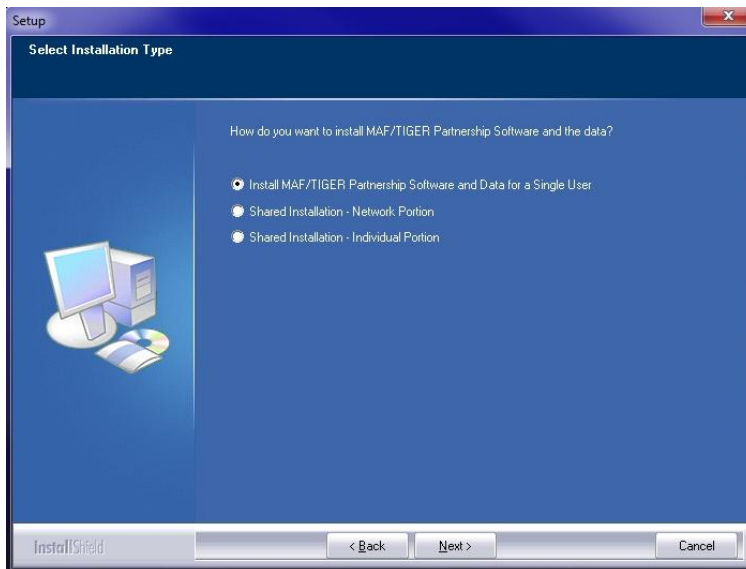 Setup
Select Installation Type
How do you want to install MAF/TIGER Partnership Software and the data?
Install MAF/TIGER Partnership Software and Data for a Single User
Shared Installation - Network Portion
Shared Installation - Individual Portion
InstallShield
< Back
Next >
Cancel